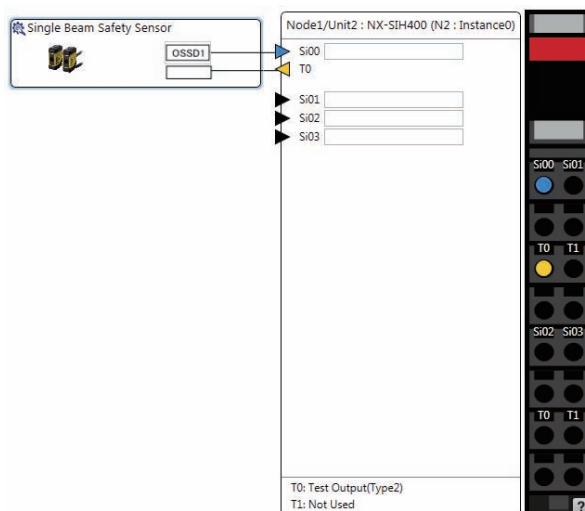 Single Beam Safety Sensor
OSSD1
Node1/Unit2 : NX-SIH400 (N2 : Instance0)
Si00
T0
Si01
Si02
Si03
T0: Test Output(Type2)
T1: Not Used
Si00 Si01
T0 T1
Si02 Si03
T0 T1
?